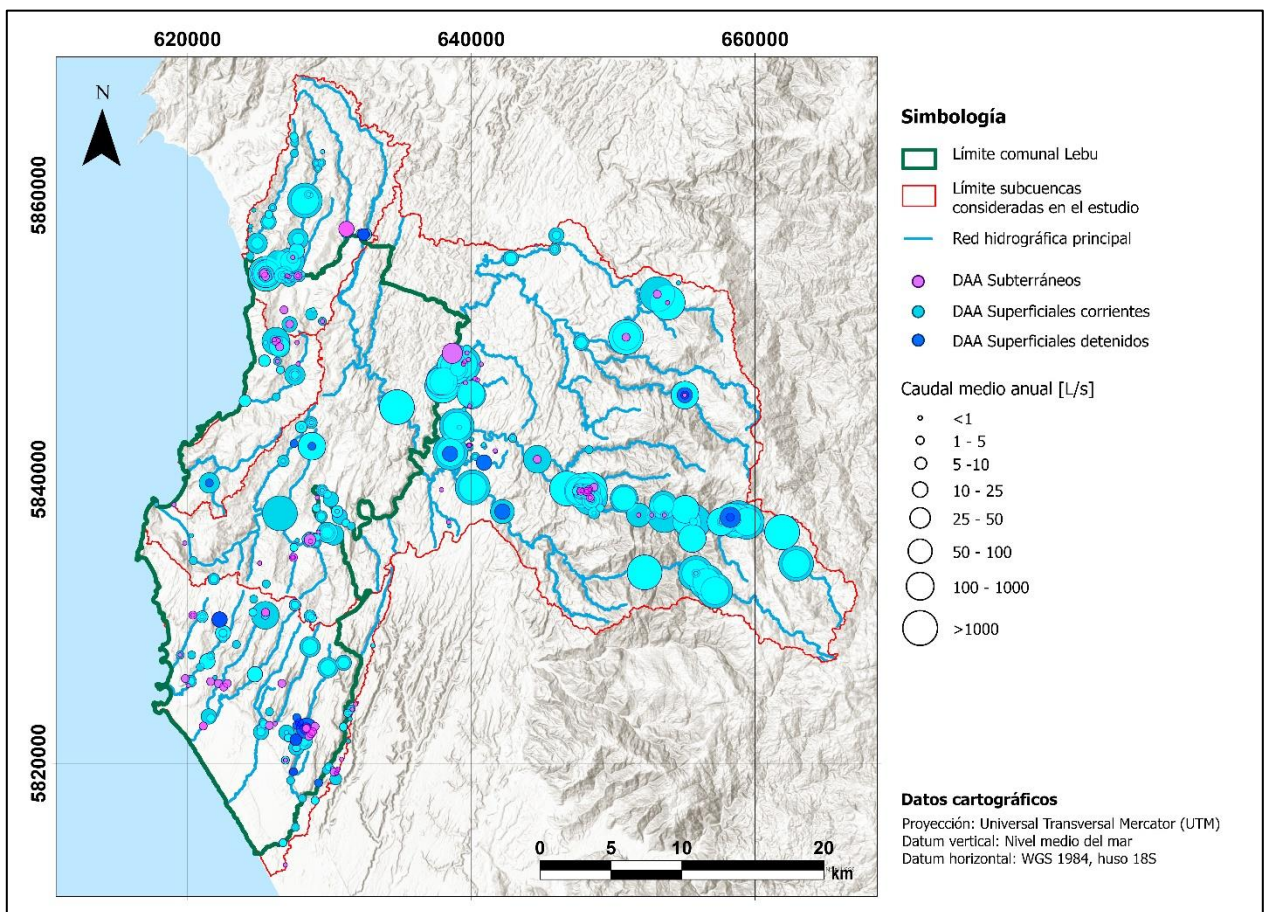 620000
640000
660000
N
5860000
5840000
5820000
0
5
10
20
km
Simbología
Límite comunal Lebu
Límite subcuencas
consideradas en el estudio
Red hidrográfica principal
DAA Subterráneos
DAA Superficiales corrientes
DAA Superficiales detenidos
Caudal medio anual [L/s]
<1
1 - 5
5 -10
10 - 25
25 - 50
50 - 100
100 - 1000
>1000
Datos cartográficos
Proyección: Universal Transversal Mercator (UTM)
Datum vertical: Nivel medio del mar
Datum horizontal: WGS 1984, huso 18S